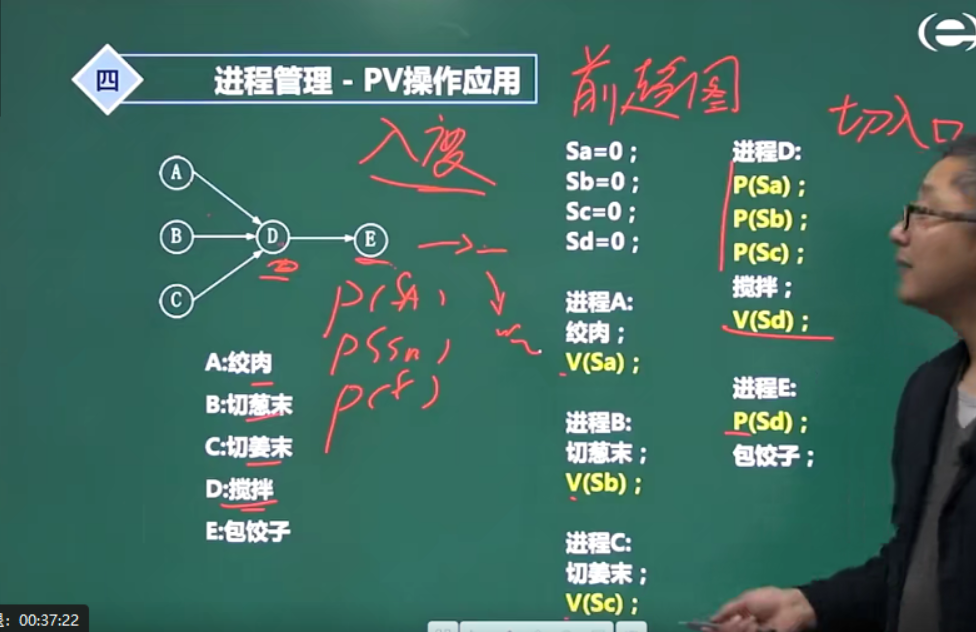 四
进程管理 - PV操作应用
前趋图
切入口
入度
A
B
C
D
E
P(SA)
P(SB)
P(S)
A:绞肉
B:切葱末
C:切姜末
D:搅拌
E:包饺子
Sa=0；
Sb=0；
Sc=0；
Sd=0；
进程A:
绞肉；
V(Sa)；
进程B:
切葱末；
V(Sb)；
进程C:
切姜末；
V(Sc)；
进程D:
P(Sa)；
P(Sb)；
P(Sc)；
搅拌；
V(Sd)；
进程E:
P(Sd)；
包饺子；
00:37:22